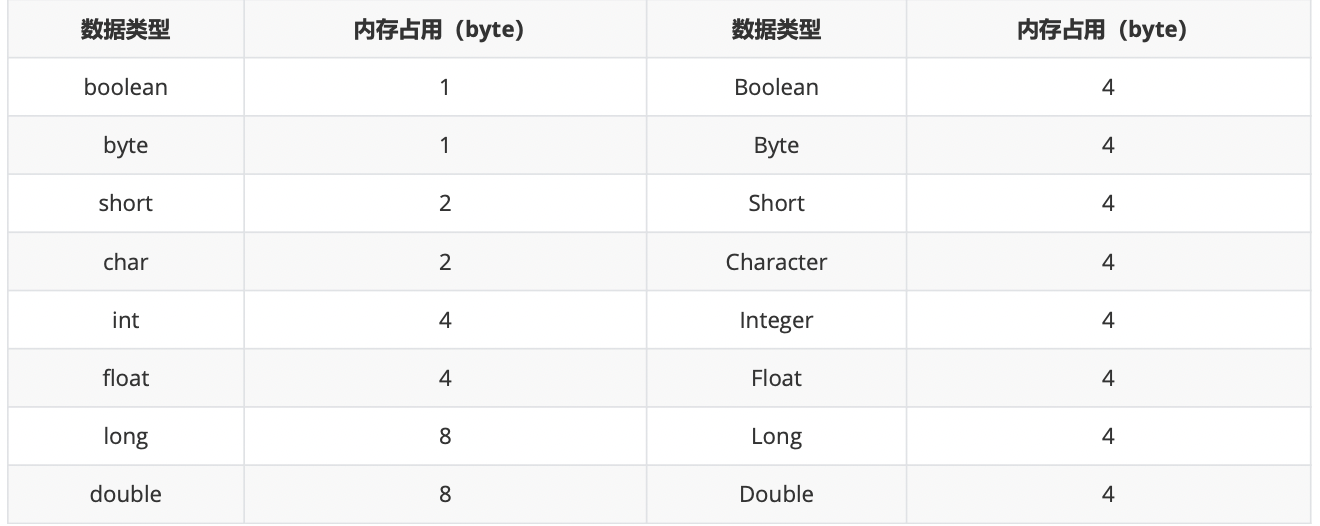 数据类型 内存占用（byte） 数据类型 内存占用（byte）
boolean 1 Boolean 4
byte 1 Byte 4
short 2 Short 4
char 2 Character 4
int 4 Integer 4
float 4 Float 4
long 8 Long 4
double 8 Double 4